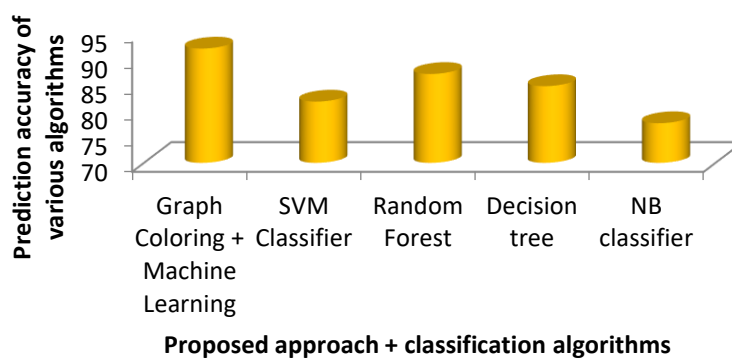 Prediction accuracy of
various algorithms
95
90
85
80
75
70
Graph
Coloring +
Machine
Learning
SVM
Classifier
Random
Forest
Decision
tree
NB
classifier
Proposed approach + classification algorithms